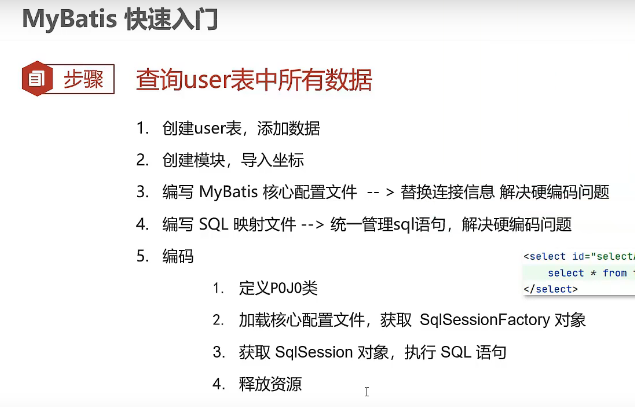 MyBatis 快速入门
步骤 查询user表中所有数据
1. 创建user表，添加数据
2. 创建模块，导入坐标
3. 编写 MyBatis 核心配置文件 -- > 替换连接信息 解决硬编码问题
4. 编写 SQL 映射文件 --> 统一管理sql语句，解决硬编码问题
5. 编码
<select id="selectA
select * from
</select>
1. 定义POJO类
2. 加载核心配置文件，获取 SqlSessionFactory 对象
3. 获取 SqlSession 对象，执行 SQL 语句
4. 释放资源